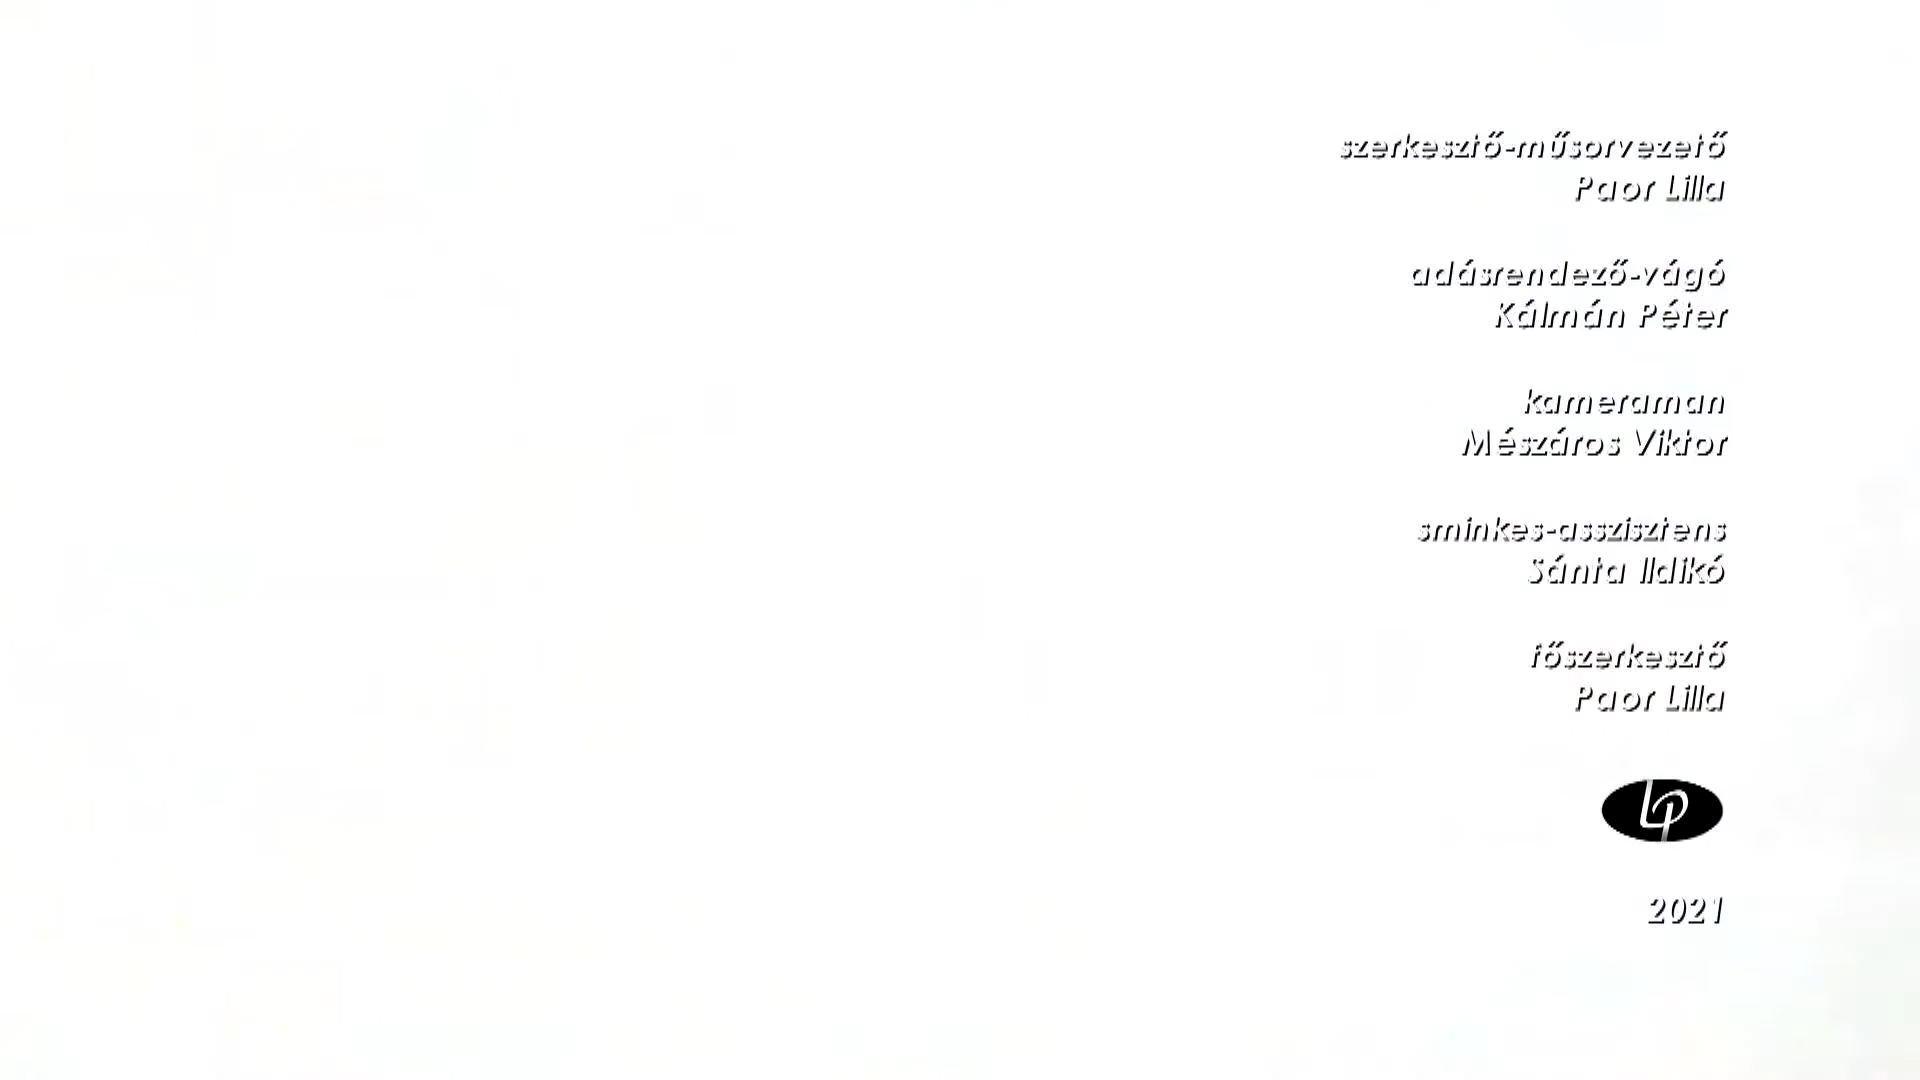 szerkesztő-műsorvezető
Paor Lilla
adásrendező-vágó
Kálmán Péter
kameraman
Mészáros Viktor
sminkes-asszisztens
Sánta Ildikó
főszerkesztő
Paor Lilla
LP
2021